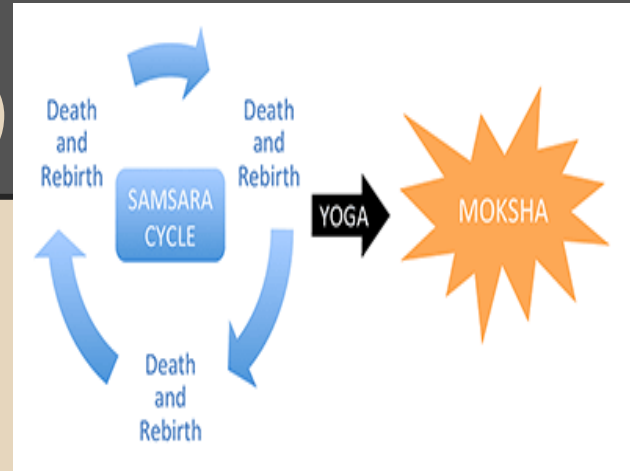 Death
and
Rebirth
Death
and
Rebirth
SAMSARA
CYCLE
YOGA
MOKSHA
Death
and
Rebirth